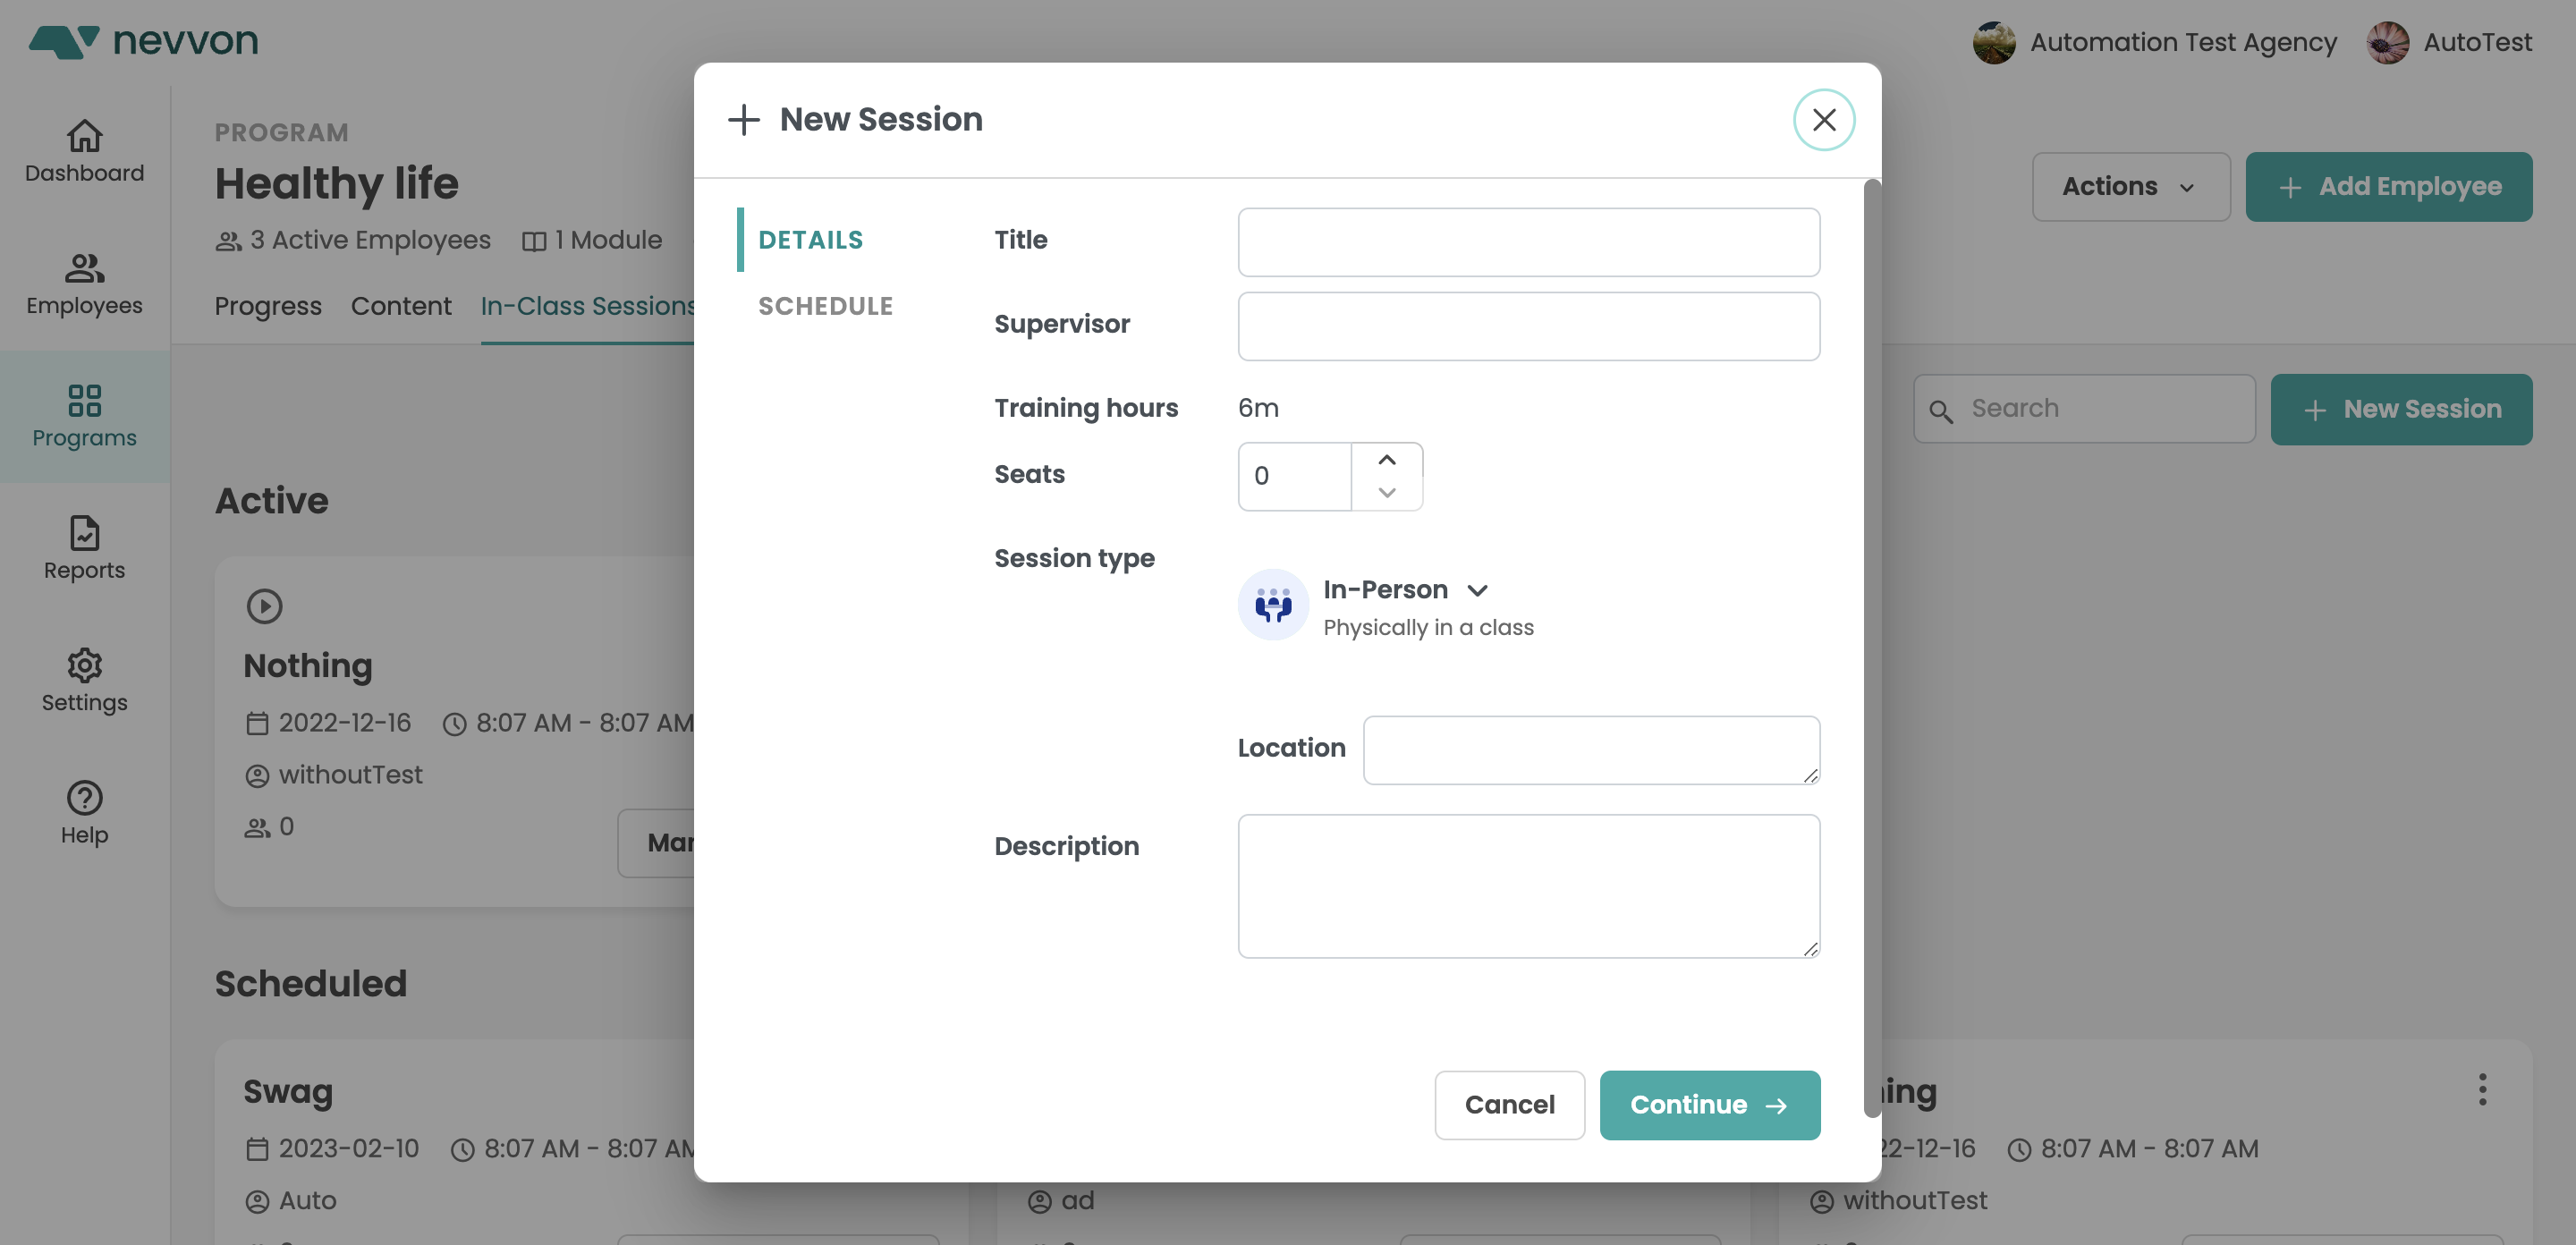 nevvon
Automation Test Agency
AutoTest
Dashboard
Employees
Programs
Reports
Settings
Help
PROGRAM
Healthy life
3 Active Employees
1 Module
Progress
Content
In-Class Sessions
Actions
Add Employee
Search
New Session
Active
Nothing
2022-12-16
8:07 AM - 8:07 AM
withoutTest
0
Mar
Scheduled
Swag
2023-02-10
8:07 AM - 8:07 AM
Auto
ad
ing
22-12-16
8:07 AM - 8:07 AM
withoutTest
New Session
DETAILS
SCHEDULE
Title
Supervisor
Training hours
6m
Seats
0
Session type
In-Person
Physically in a class
Location
Description
Cancel
Continue